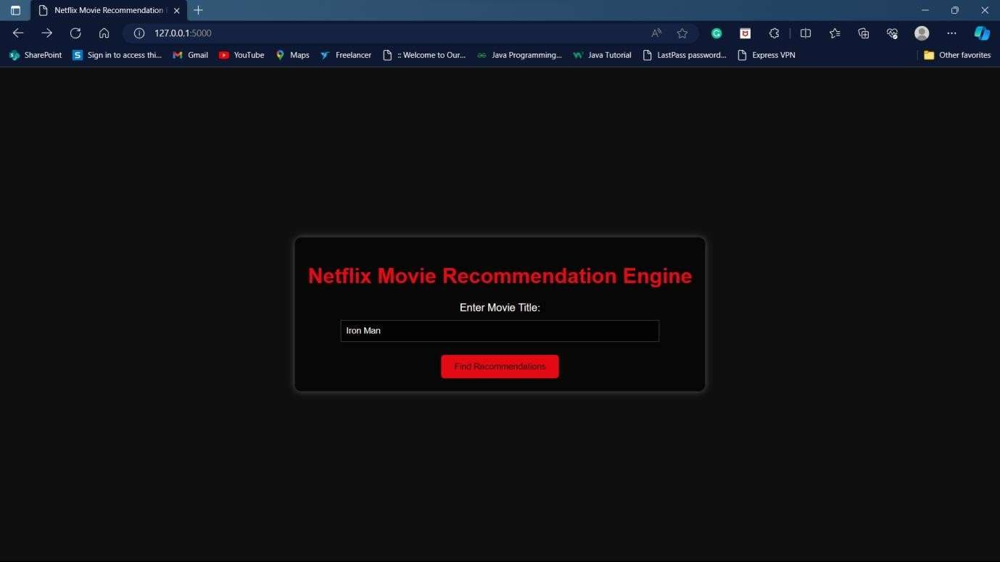 Netflix Movie Recommendation
127.0.0.1:5000
SharePoint
Sign in to access thi...
Gmail
YouTube
Maps
Freelancer
:: Welcome to Our...
Java Programming...
Java Tutorial
LastPass password...
Express VPN
Other favorites
Netflix Movie Recommendation Engine
Enter Movie Title:
Iron Man
Find Recommendations